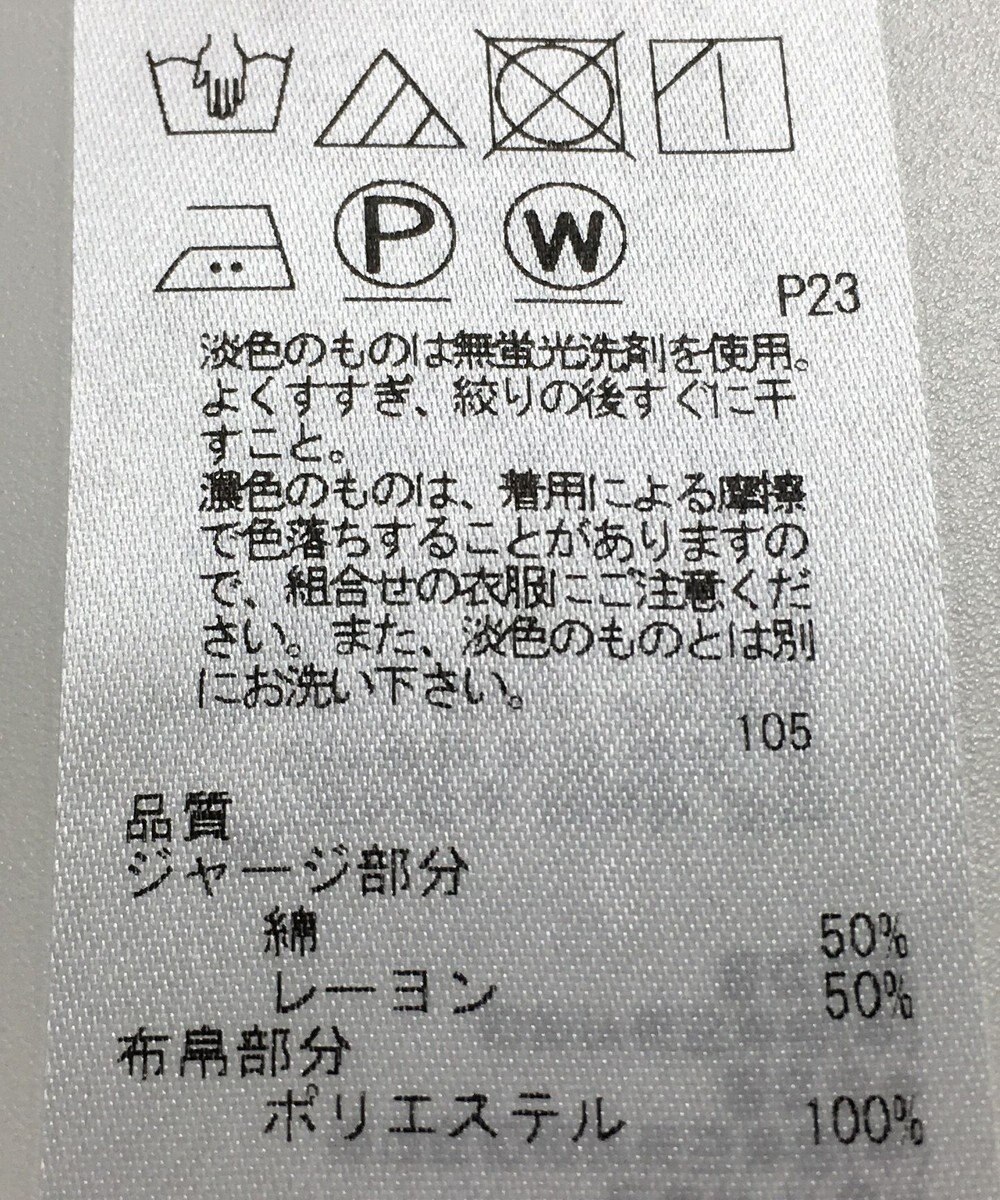 P W
P23
淡色のものは無蛍光洗剤を使用。
よくすすぎ、絞りの後すぐに干
すこと。
濃色のものは、着用による摩擦
で色落ちすることがありますの
で、組合せの衣服にご注意くだ
さい。また、淡色のものとは別
にお洗い下さい。
105
品質
ジャージ部分
綿 50%
レーヨン 50%
布帛部分
ポリエステル 100%